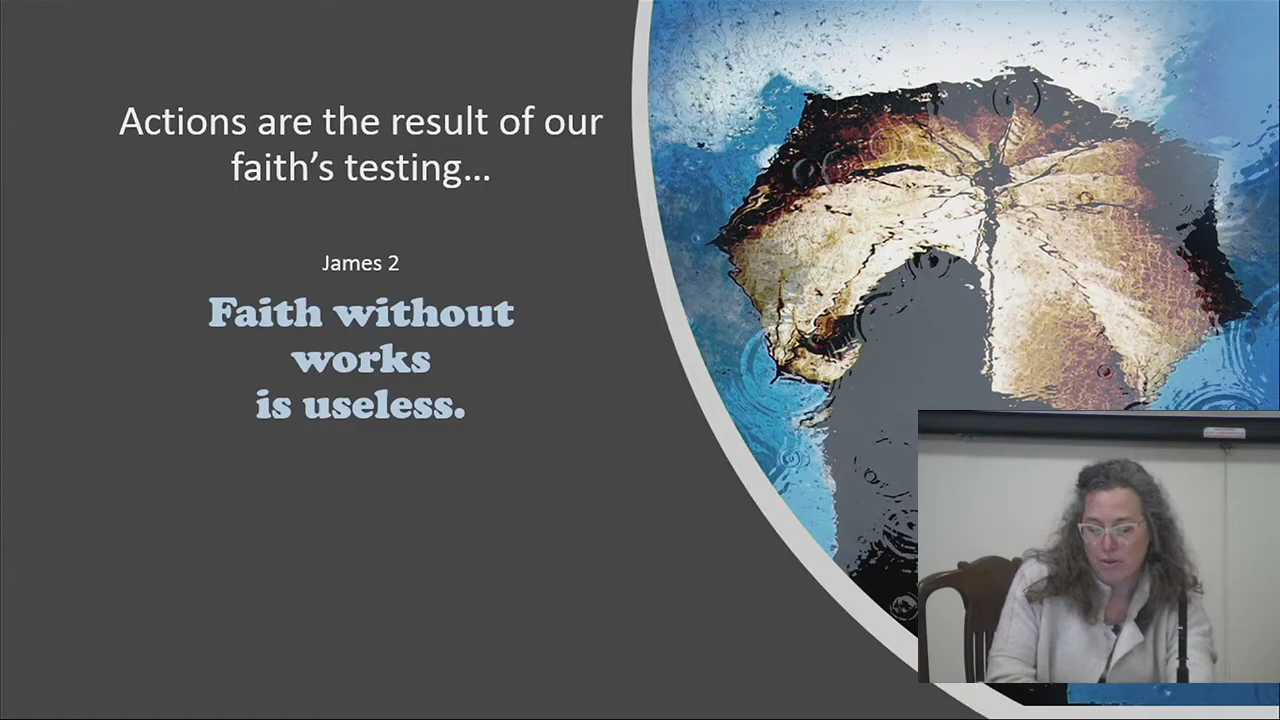 Actions are the result of our
faith's testing...
James 2
Faith without
works
is useless.